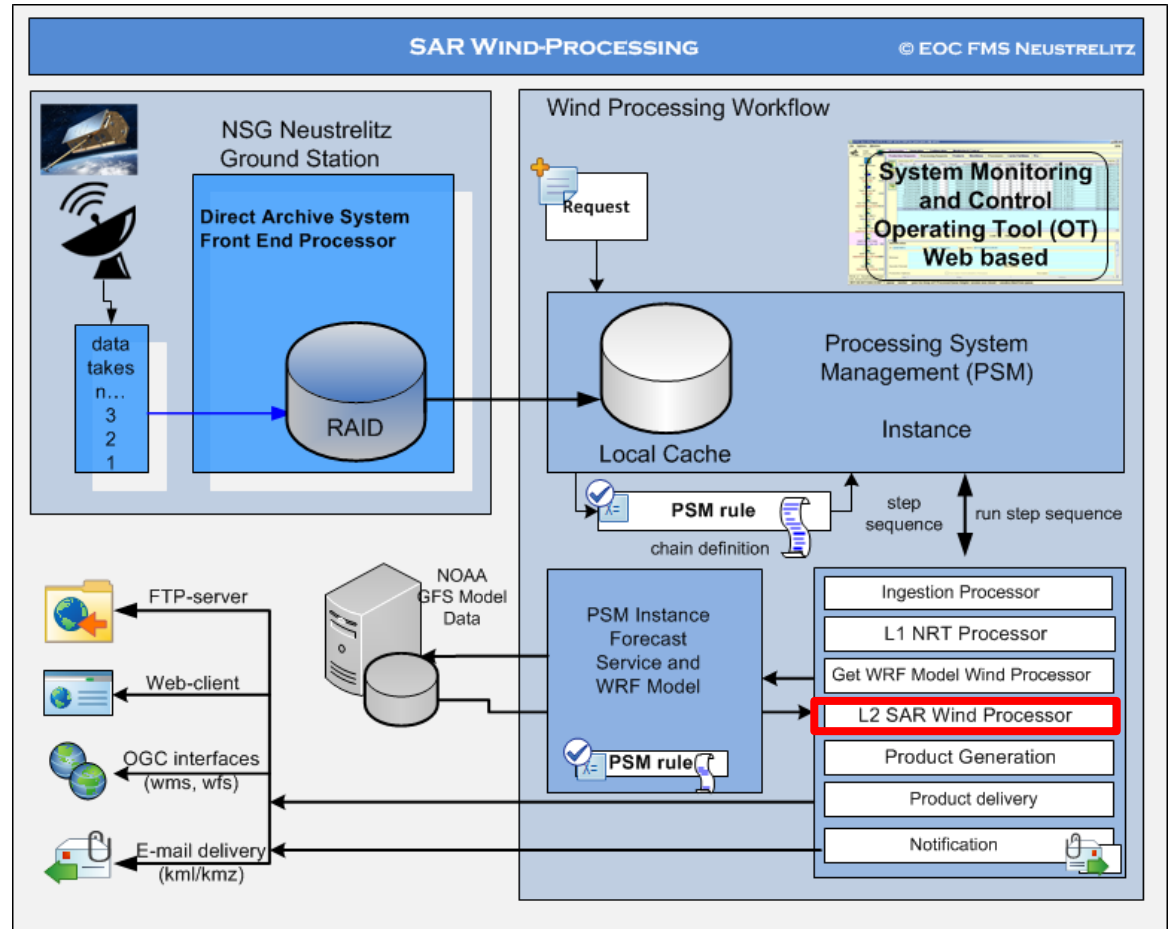 SAR WIND-PROCESSING
© EOC FMS NEUSTRELITZ
NSG Neustrelitz
Ground Station
Direct Archive System
Front End Processor
data
takes
n...
3
2
1
RAID
Wind Processing Workflow
Request
System Monitoring
and Control
Operating Tool (OT)
Web based
Processing System
Management (PSM)
Instance
Local Cache
λ=
PSM rule
chain definition
step
sequence
run step sequence
FTP-server
Web-client
OGC interfaces
(wms, wfs)
E-mail delivery
(kml/kmz)
NOAA
GFS Model
Data
PSM Instance
Forecast
Service and
WRF Model
λ=
PSM rule
Ingestion Processor
L1 NRT Processor
Get WRF Model Wind Processor
L2 SAR Wind Processor
Product Generation
Product delivery
Notification